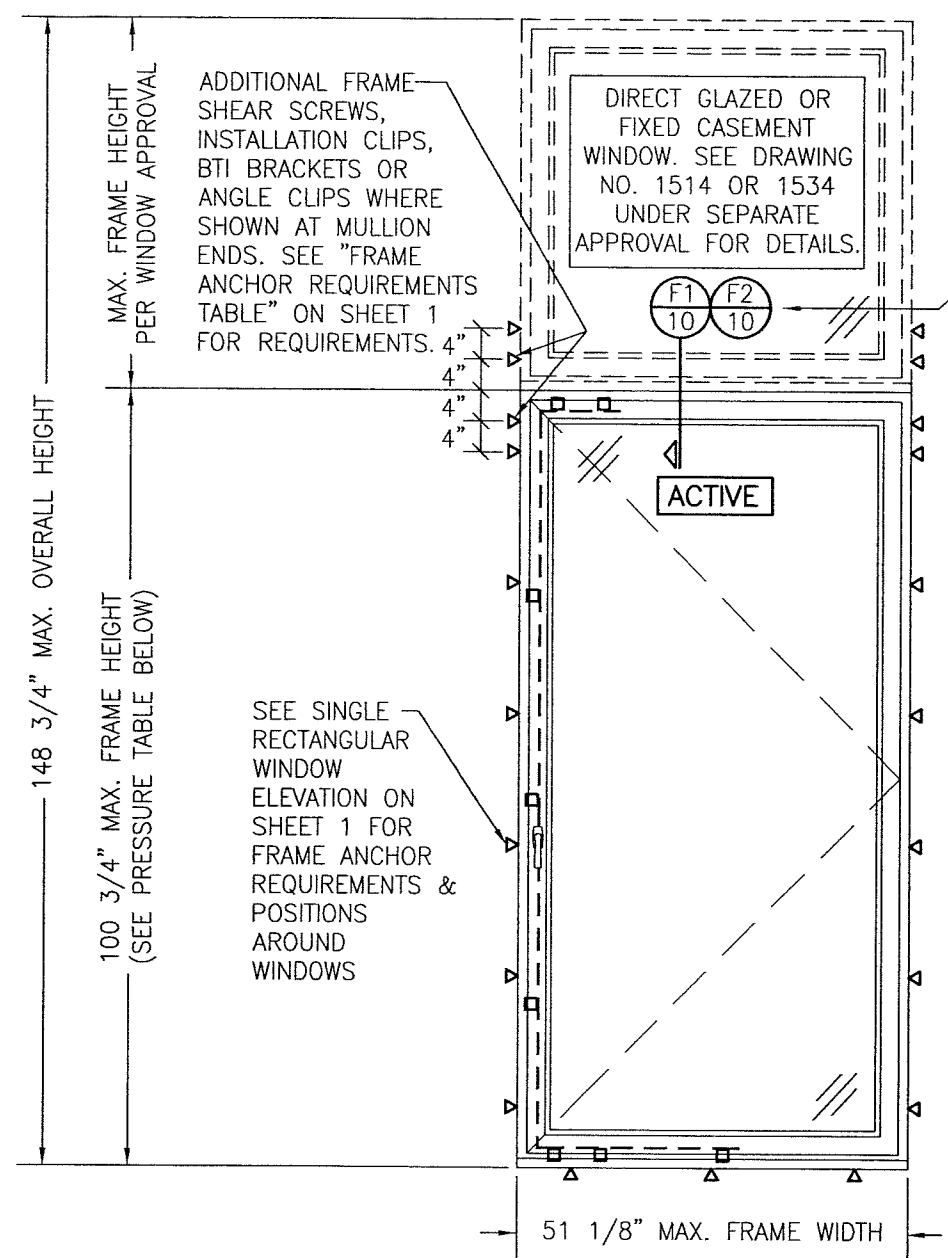 148 3/4" MAX. OVERALL HEIGHT
MAX. FRAME HEIGHT
PER WINDOW APPROVAL
100 3/4" MAX. FRAME HEIGHT
(SEE PRESSURE TABLE BELOW)
ADDITIONAL FRAME
SHEAR SCREWS,
INSTALLATION CLIPS,
BTI BRACKETS OR
ANGLE CLIPS WHERE
SHOWN AT MULLION
ENDS. SEE "FRAME
ANCHOR REQUIREMENTS
TABLE" ON SHEET 1
FOR REQUIREMENTS.
4"
4"
4"
4"
DIRECT GLAZED OR
FIXED CASEMENT
WINDOW. SEE DRAWING
NO. 1514 OR 1534
UNDER SEPARATE
APPROVAL FOR DETAILS.
F1 F2
10 10
ACTIVE
SEE SINGLE
RECTANGULAR
WINDOW
ELEVATION ON
SHEET 1 FOR
FRAME ANCHOR
REQUIREMENTS &
POSITIONS
AROUND
WINDOWS
51 1/8" MAX. FRAME WIDTH